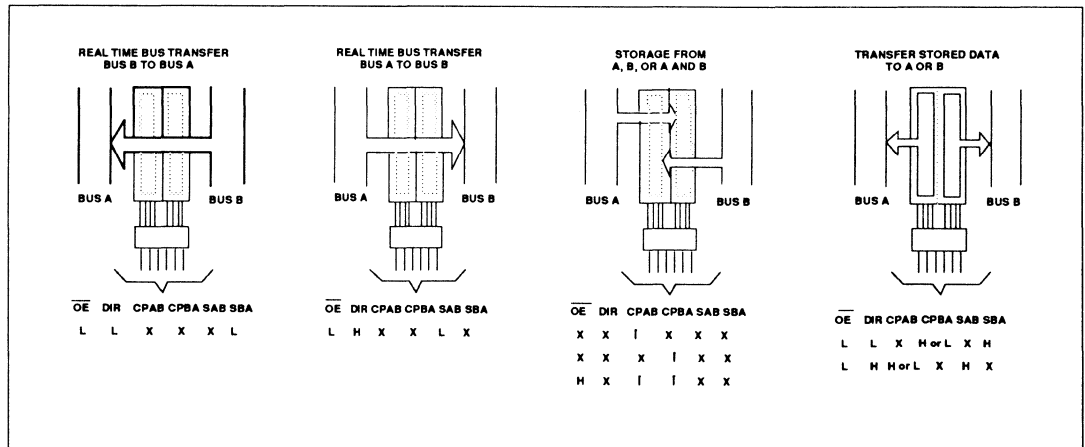 REAL TIME BUS TRANSFER
BUS B TO BUS A
BUS A
BUS B
OE DIR CPAB CPBA SAB SBA
L L X X X L
REAL TIME BUS TRANSFER
BUS A TO BUS B
BUS A
BUS B
OE DIR CPAB CPBA SAB SBA
L H X X L X
STORAGE FROM
A, B, OR A AND B
BUS A
BUS B
OE DIR CPAB CPBA SAB SBA
X X ↑ X X X
X X X ↑ X X
H X ↑ ↑ X X
TRANSFER STORED DATA
TO A OR B
BUS A
BUS B
OE DIR CPAB CPBA SAB SBA
L L X H or L X H
L H H or L X H X